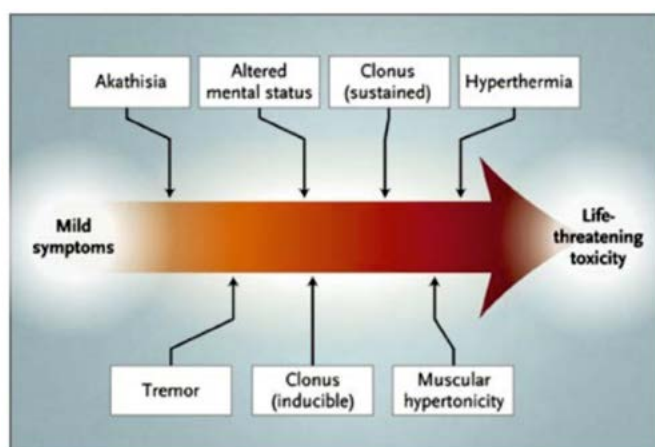 Akathisia
Altered
mental status
Clonus
(sustained)
Hyperthermia
Mild
symptoms
Life-
threatening
toxicity
Tremor
Clonus
(inducible)
Muscular
hypertonicity